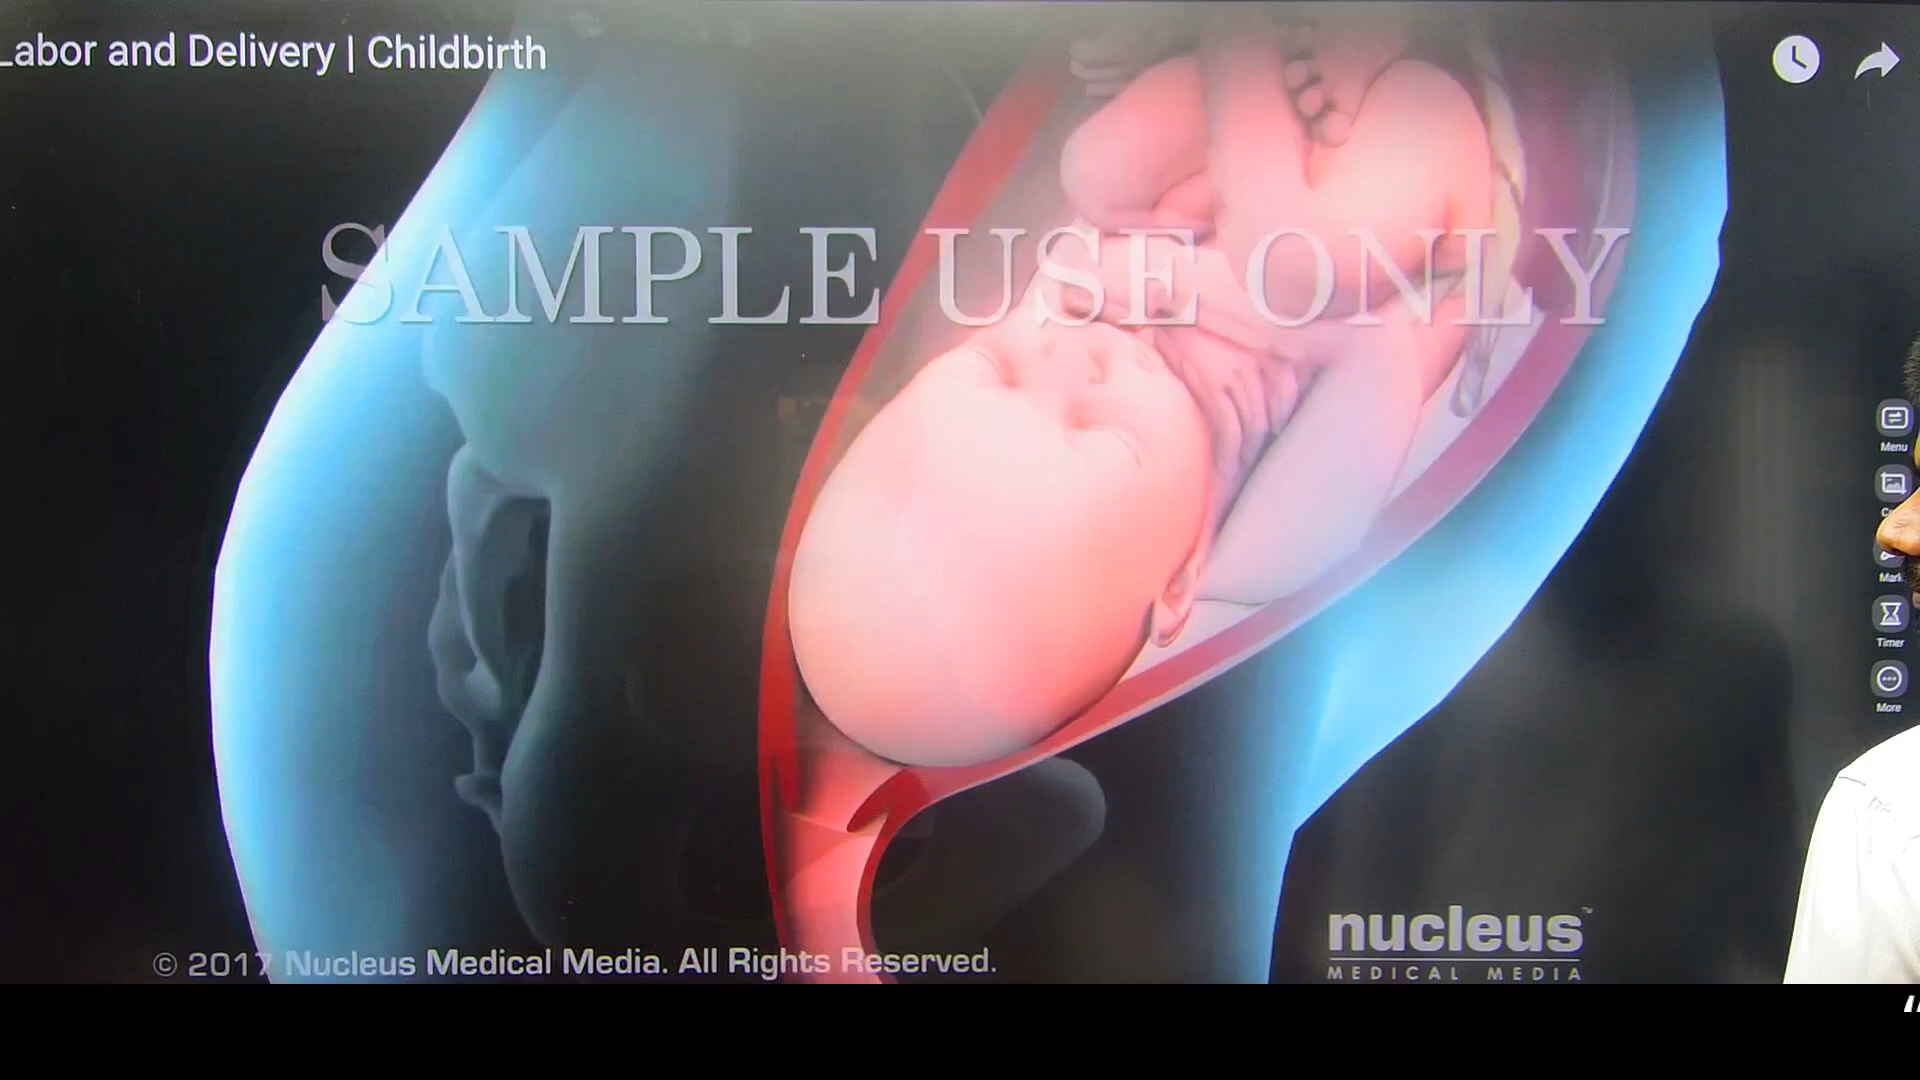 Labor and Delivery | Childbirth
SAMPLE USE ONLY
Menu
Mark
Timer
More
© 2017 Nucleus Medical Media. All Rights Reserved.
nucleus™
MEDICAL MEDIA